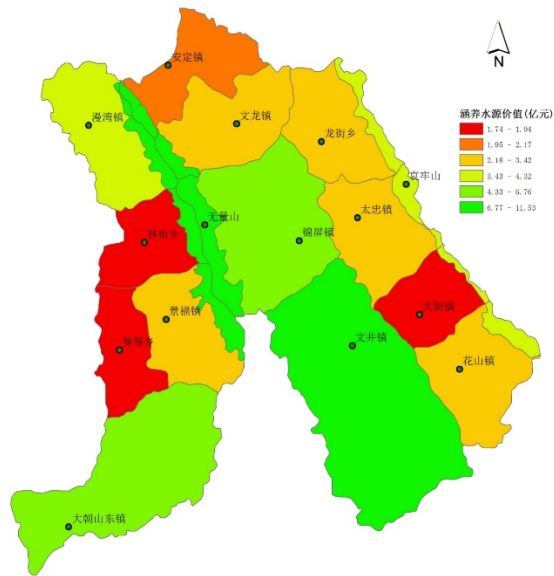 安定镇
N
漫湾镇
文龙镇
龙街乡
涵养水源价值(亿元)
1.74 - 1.94
1.95 - 2.17
2.18 - 3.42
3.43 - 4.32
4.33 - 6.76
6.77 - 11.53
哀牢山
无量山
太忠镇
林街乡
锦屏镇
景福镇
大街镇
曼等乡
文井镇
花山镇
大朝山东镇